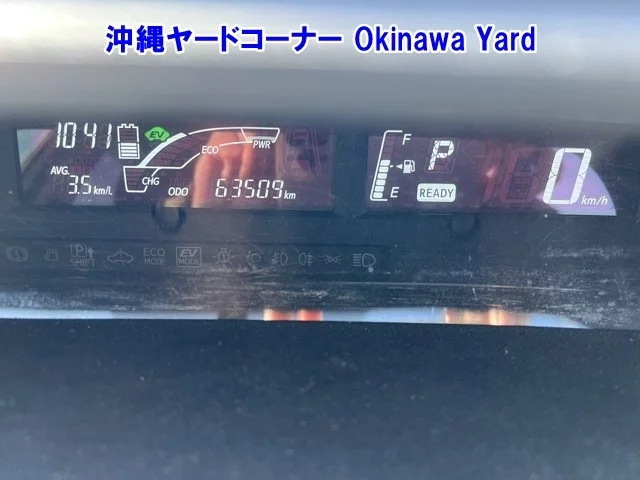 沖縄ヤードコーナー Okinawa Yard
10:41 EV
AVG. 3.5 km/L
ECO PWR
CHG ODO 63509 km
F
E
P
READY
0 km/h
P SHIFT ECO MODE EV MODE